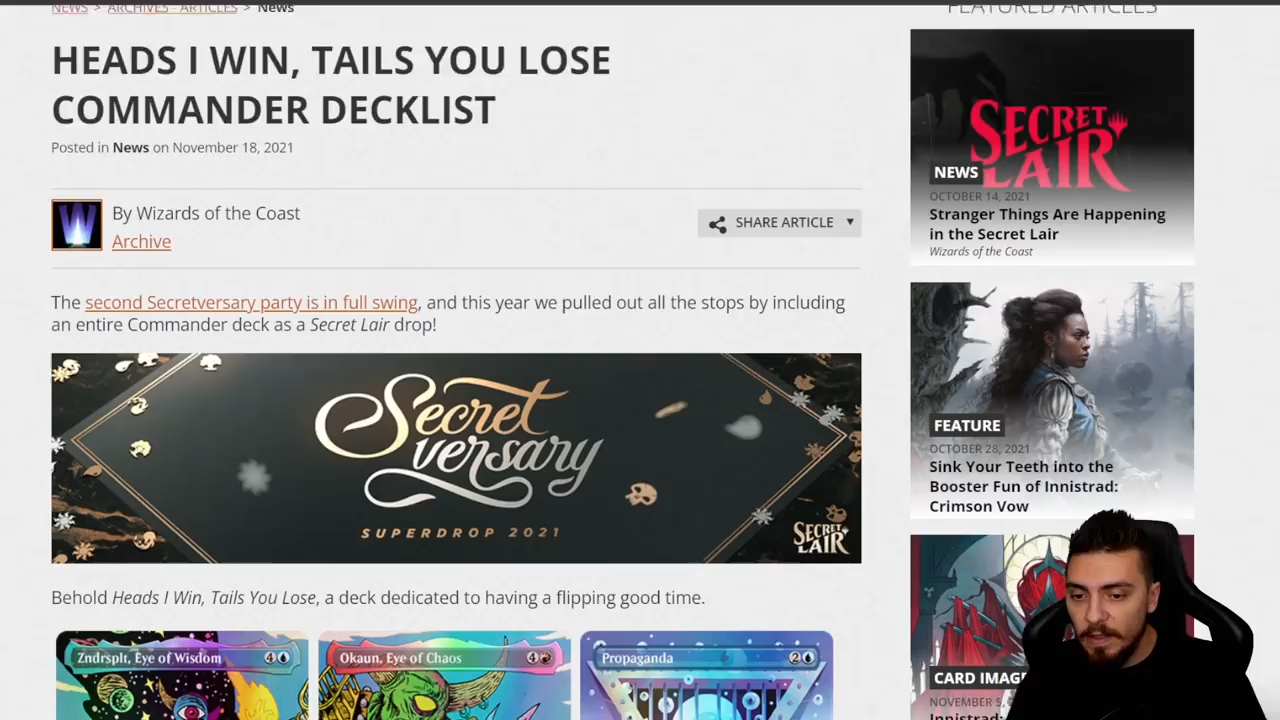 NEWS > ARCHIVES - ARTICLES > News
HEADS I WIN, TAILS YOU LOSE
COMMANDER DECKLIST
Posted in News on November 18, 2021
By Wizards of the Coast
Archive
SHARE ARTICLE
The second Secretversary party is in full swing, and this year we pulled out all the stops by including
an entire Commander deck as a Secret Lair drop!
Secret
versary
SUPERDROP 2021
SECRET
LAIR
Behold Heads I Win, Tails You Lose, a deck dedicated to having a flipping good time.
Zndrsplt, Eye of Wisdom 4
Okaun, Eye of Chaos 4
Propaganda 2
FEATURED ARTICLES
SECRET
LAIR
NEWS
OCTOBER 14, 2021
Stranger Things Are Happening
in the Secret Lair
Wizards of the Coast
FEATURE
OCTOBER 28, 2021
Sink Your Teeth into the
Booster Fun of Innistrad:
Crimson Vow
CARD IMAGE
NOVEMBER 5,
Innistrad: